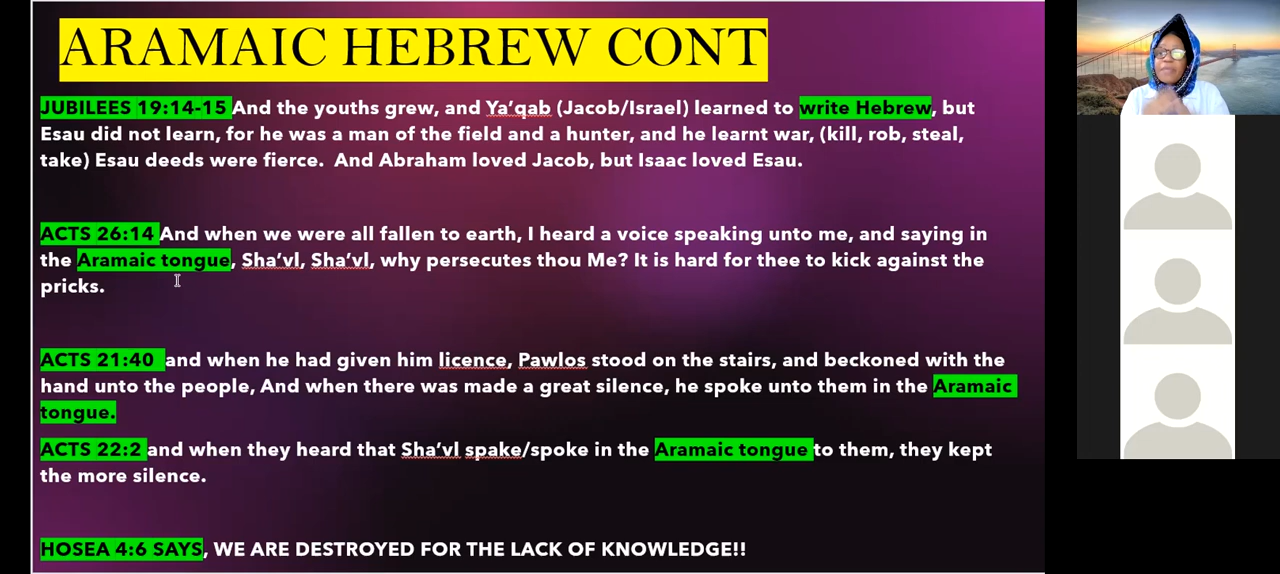 ARAMAIC HEBREW CONT
JUBILEES 19:14-15 And the youths grew, and Ya’qab (Jacob/Israel) learned to write Hebrew, but
Esau did not learn, for he was a man of the field and a hunter, and he learnt war, (kill, rob, steal,
take) Esau deeds were fierce.  And Abraham loved Jacob, but Isaac loved Esau.
ACTS 26:14 And when we were all fallen to earth, I heard a voice speaking unto me, and saying in
the Aramaic tongue, Sha’vl, Sha’vl, why persecutes thou Me? It is hard for thee to kick against the
pricks.
ACTS 21:40  and when he had given him licence, Pawlos stood on the stairs, and beckoned with the
hand unto the people, And when there was made a great silence, he spoke unto them in the Aramaic
tongue.
ACTS 22:2 and when they heard that Sha’vl spake/spoke in the Aramaic tongue to them, they kept
the more silence.
HOSEA 4:6 SAYS, WE ARE DESTROYED FOR THE LACK OF KNOWLEDGE!!